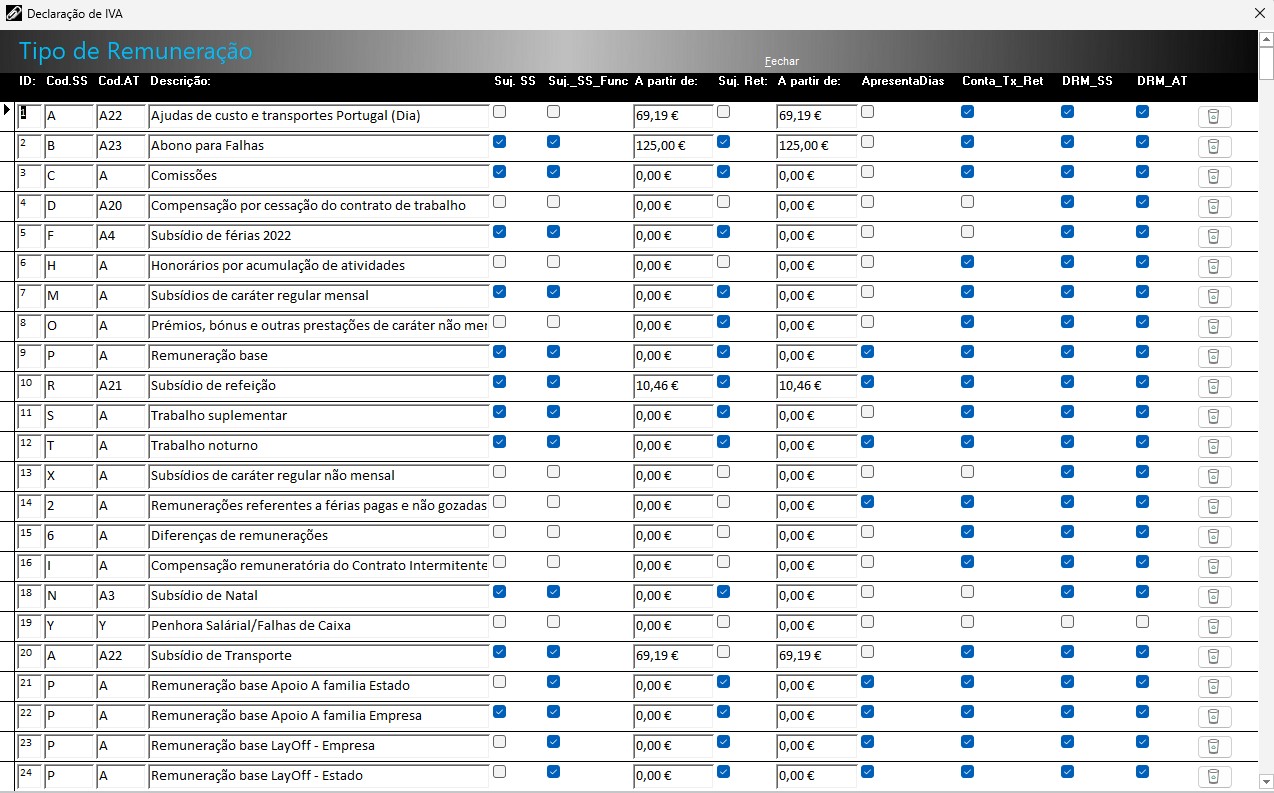 Declaração de IVA
Tipo de Remuneração
Fechar
ID: Cod.SS Cod.AT Descrição: Suj. SS Suj._SS_Func A partir de: Suj. Ret: A partir de: ApresentaDias Conta_Tx_Ret DRM_SS DRM_AT
1 A A22 Ajudas de custo e transportes Portugal (Dia) 69,19 € 69,19 €
2 B A23 Abono para Falhas 125,00 € 125,00 €
3 C A Comissões 0,00 € 0,00 €
4 D A20 Compensação por cessação do contrato de trabalho 0,00 € 0,00 €
5 F A4 Subsídio de férias 2022 0,00 € 0,00 €
6 H A Honorários por acumulação de atividades 0,00 € 0,00 €
7 M A Subsídios de caráter regular mensal 0,00 € 0,00 €
8 O A Prémios, bónus e outras prestações de caráter não mer 0,00 € 0,00 €
9 P A Remuneração base 0,00 € 0,00 €
10 R A21 Subsídio de refeição 10,46 € 10,46 €
11 S A Trabalho suplementar 0,00 € 0,00 €
12 T A Trabalho noturno 0,00 € 0,00 €
13 X A Subsídios de caráter regular não mensal 0,00 € 0,00 €
14 2 A Remunerações referentes a férias pagas e não gozadas 0,00 € 0,00 €
15 6 A Diferenças de remunerações 0,00 € 0,00 €
16 I A Compensação remuneratória do Contrato Intermitente 0,00 € 0,00 €
18 N A3 Subsídio de Natal 0,00 € 0,00 €
19 Y Y Penhora Salárial/Falhas de Caixa 0,00 € 0,00 €
20 A A22 Subsídio de Transporte 69,19 € 69,19 €
21 P A Remuneração base Apoio A familia Estado 0,00 € 0,00 €
22 P A Remuneração base Apoio A familia Empresa 0,00 € 0,00 €
23 P A Remuneração base LayOff - Empresa 0,00 € 0,00 €
24 P A Remuneração base LayOff - Estado 0,00 € 0,00 €